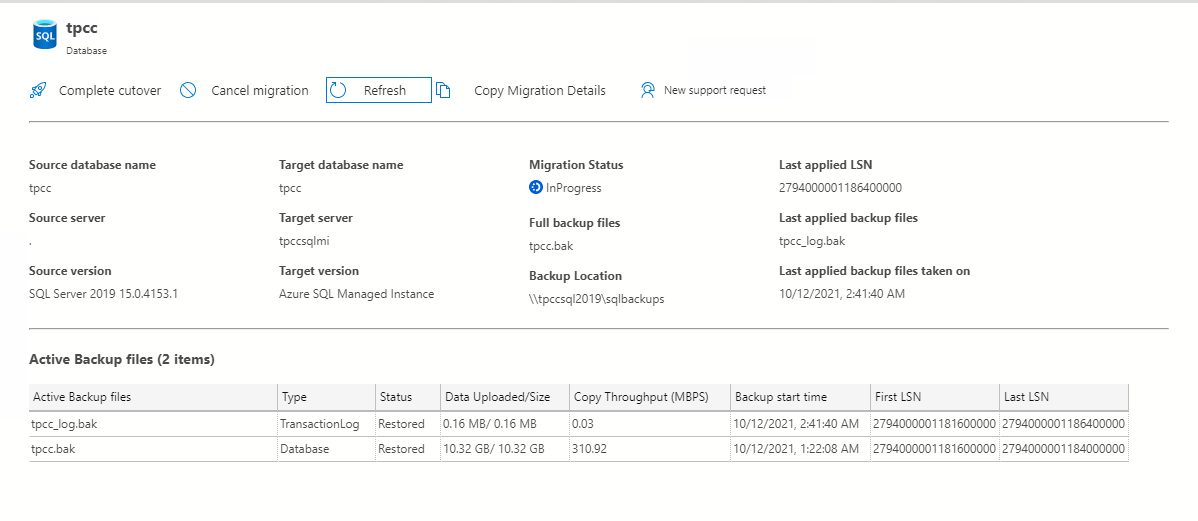 SQL
tpcc
Database
Complete cutover Cancel migration Refresh Copy Migration Details New support request
Source database name Target database name Migration Status Last applied LSN
tpcc tpcc InProgress 2794000001186400000
Source server Target server Full backup files Last applied backup files
. tpccsqlmi tpcc.bak tpcc_log.bak
Source version Target version Backup Location Last applied backup files taken on
SQL Server 2019 15.0.4153.1 Azure SQL Managed Instance \\tpccsql2019\sqlbackups 10/12/2021, 2:41:40 AM
Active Backup files (2 items)
Active Backup files Type Status Data Uploaded/Size Copy Throughput (MBPS) Backup start time First LSN Last LSN
tpcc_log.bak TransactionLog Restored 0.16 MB/ 0.16 MB 0.03 10/12/2021, 2:41:40 AM 2794000001181600000 2794000001186400000
tpcc.bak Database Restored 10.32 GB/ 10.32 GB 310.92 10/12/2021, 1:22:08 AM 2794000001181600000 2794000001184000000